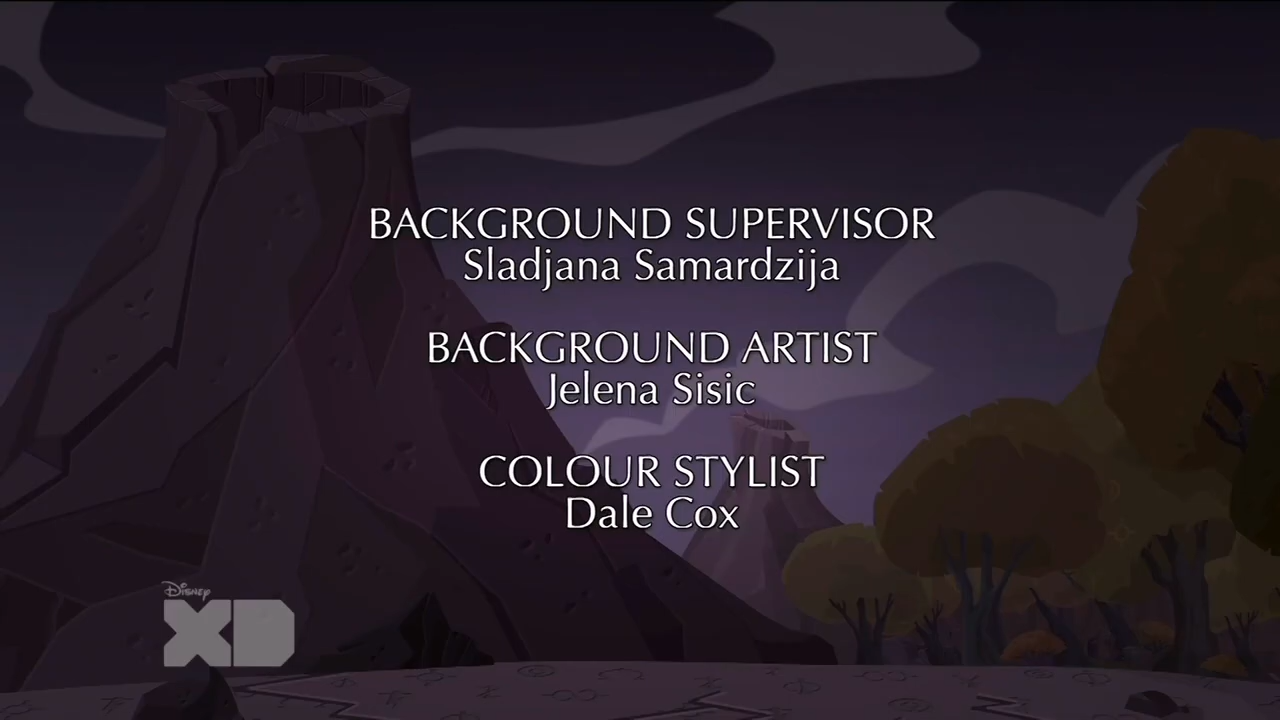 BACKGROUND SUPERVISOR
Sladjana Samardzija
BACKGROUND ARTIST
Jelena Sisic
COLOUR STYLIST
Dale Cox
Disney
XD